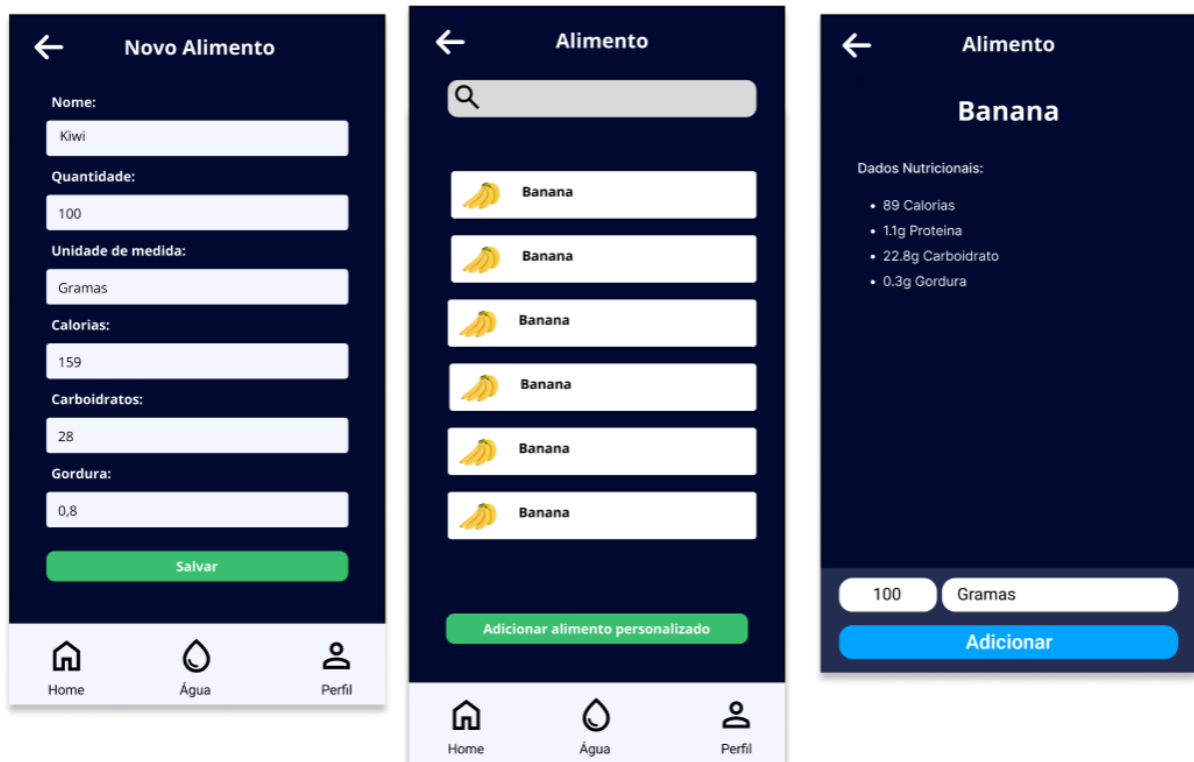 Novo Alimento
Nome:
Kiwi
Quantidade:
100
Unidade de medida:
Gramas
Calorias:
159
Carboidratos:
28
Gordura:
0,8
Salvar
Home
Água
Perfil
Alimento
Banana
Banana
Banana
Banana
Banana
Banana
Adicionar alimento personalizado
Home
Água
Perfil
Alimento
Banana
Dados Nutricionais:
• 89 Calorias
• 1.1g Proteina
• 22.8g Carboidrato
• 0.3g Gordura
100 Gramas
Adicionar